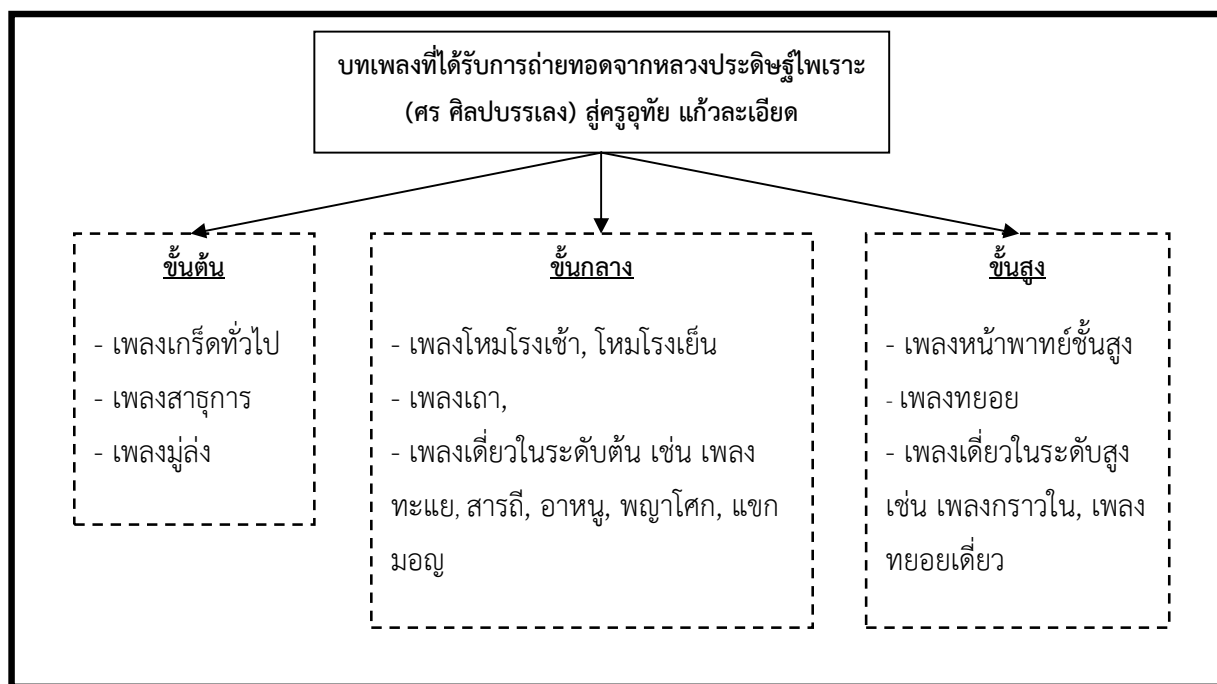 บทเพลงที่ได้รับการถ่ายทอดจากหลวงประดิษฐ์ไพเราะ
(ศร ศิลปบรรเลง) สู่ครูอุทัย แก้วละเอียด
ขั้นต้น
- เพลงเกร็ดทั่วไป
- เพลงสาธุการ
- เพลงมู่ล่ง
ขั้นกลาง
- เพลงโหมโรงเช้า, โหมโรงเย็น
- เพลงเถา,
- เพลงเดี่ยวในระดับต้น เช่น เพลง
ทะแย, สารถี, อาหนู, พญาโศก, แขก
มอญ
ขั้นสูง
- เพลงหน้าพาทย์ชั้นสูง
- เพลงทยอย
- เพลงเดี่ยวในระดับสูง
เช่น เพลงกราวใน, เพลง
ทยอยเดี่ยว